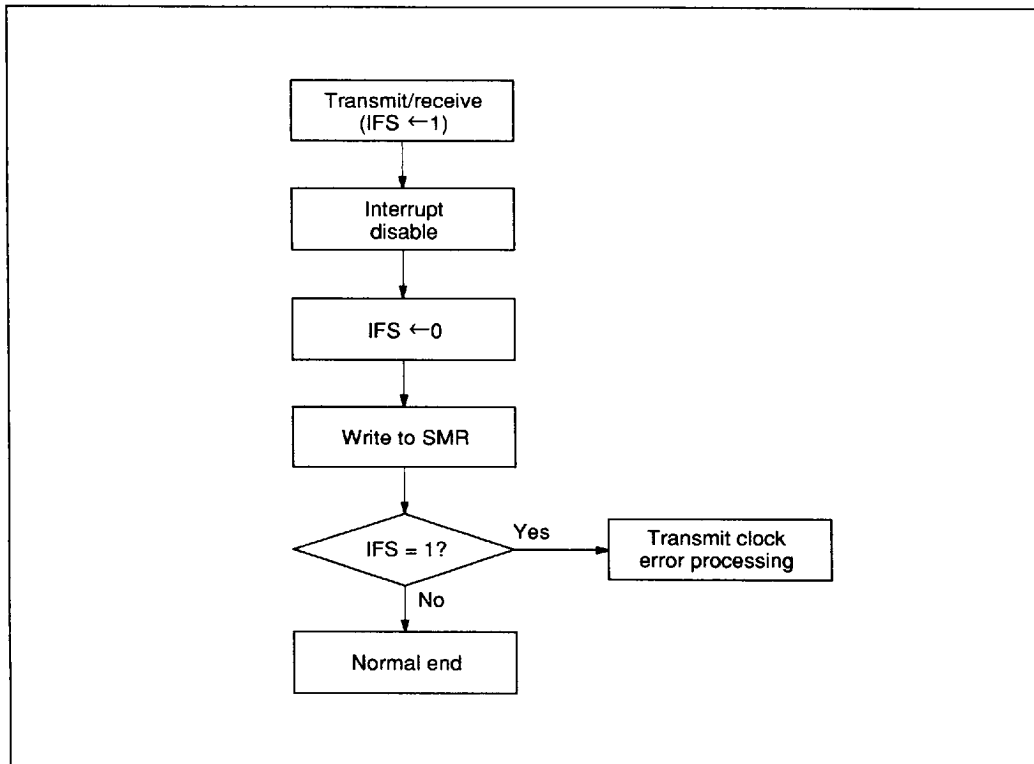 Transmit/receive
(IFS ←1)
Interrupt
disable
IFS ←0
Write to SMR
IFS = 1?
Yes
Transmit clock
error processing
No
Normal end